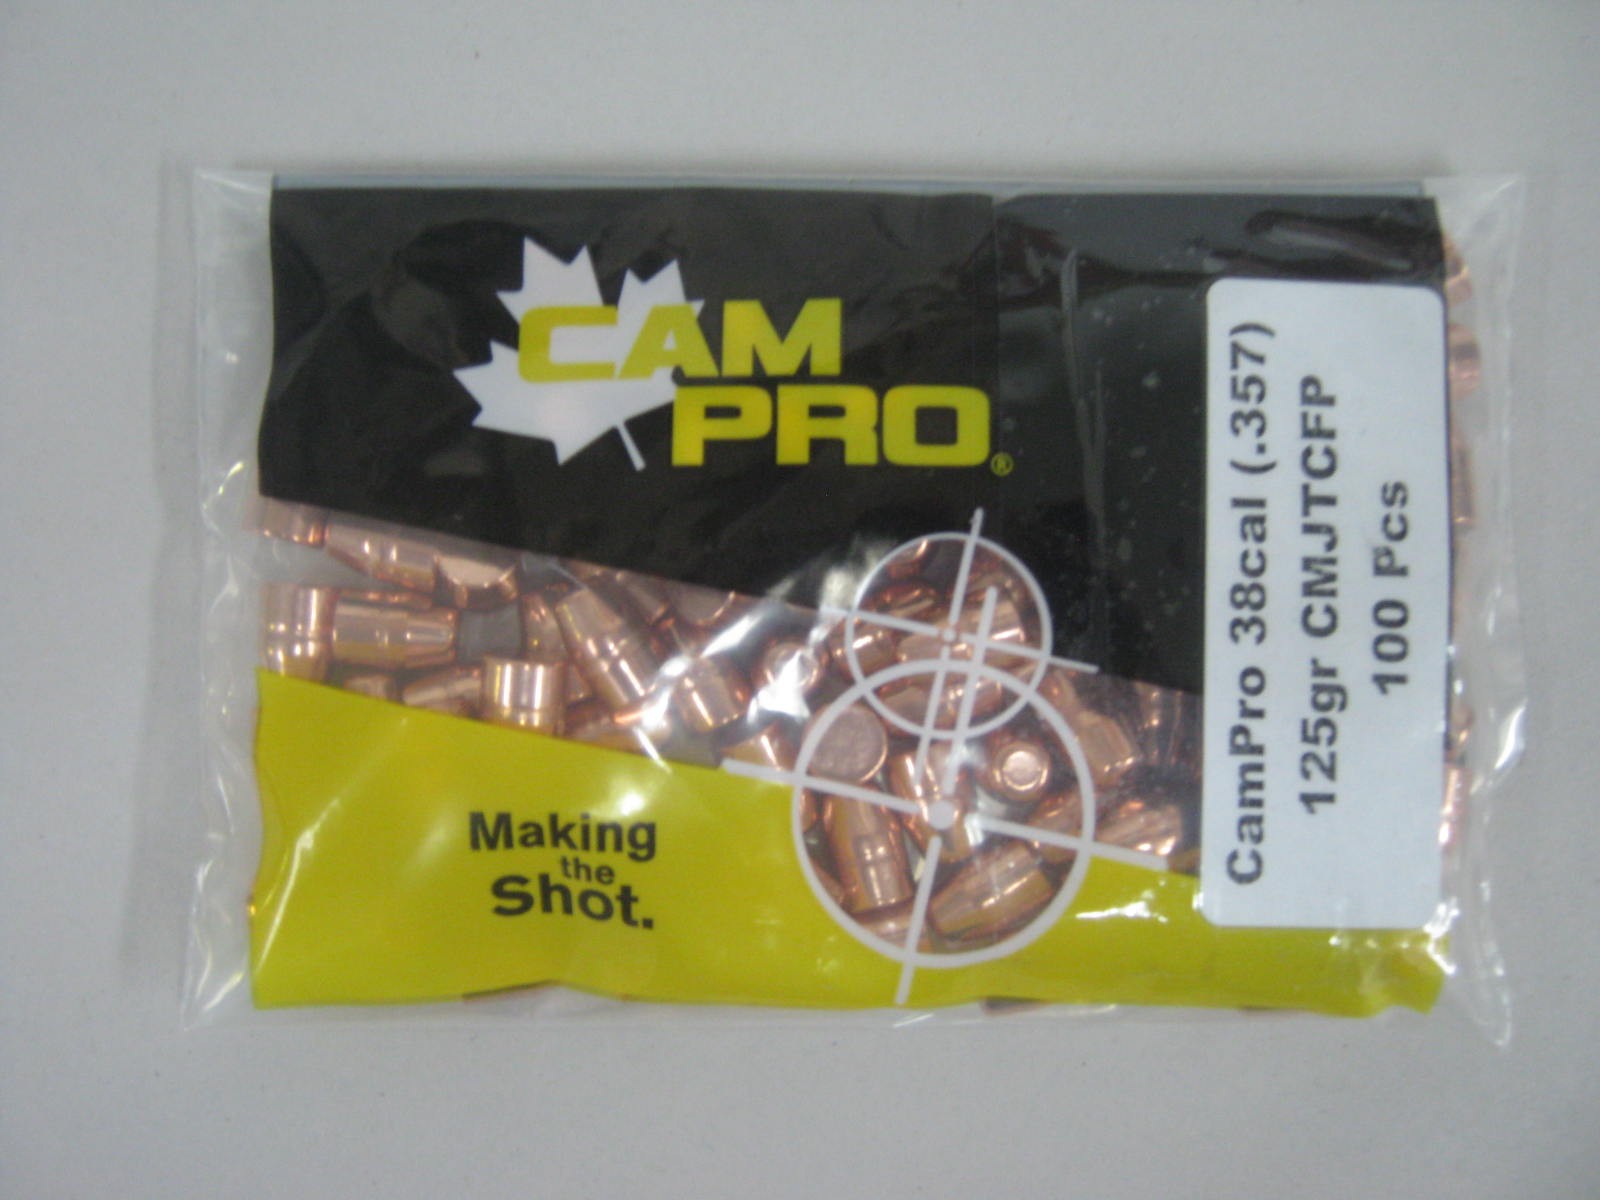 CAM
PRO®
Making
the
Shot.
CamPro 38cal (.357)
125gr CMJTCFP
100 Pcs